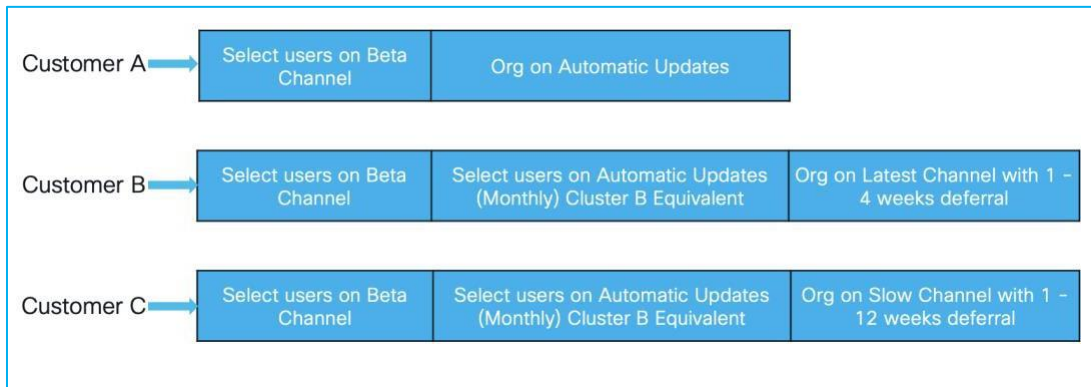 Customer A
Select users on Beta
Channel
Org on Automatic Updates
Customer B
Select users on Beta
Channel
Select users on Automatic Updates
(Monthly) Cluster B Equivalent
Org on Latest Channel with 1 -
4 weeks deferral
Customer C
Select users on Beta
Channel
Select users on Automatic Updates
(Monthly) Cluster B Equivalent
Org on Slow Channel with 1 -
12 weeks deferral